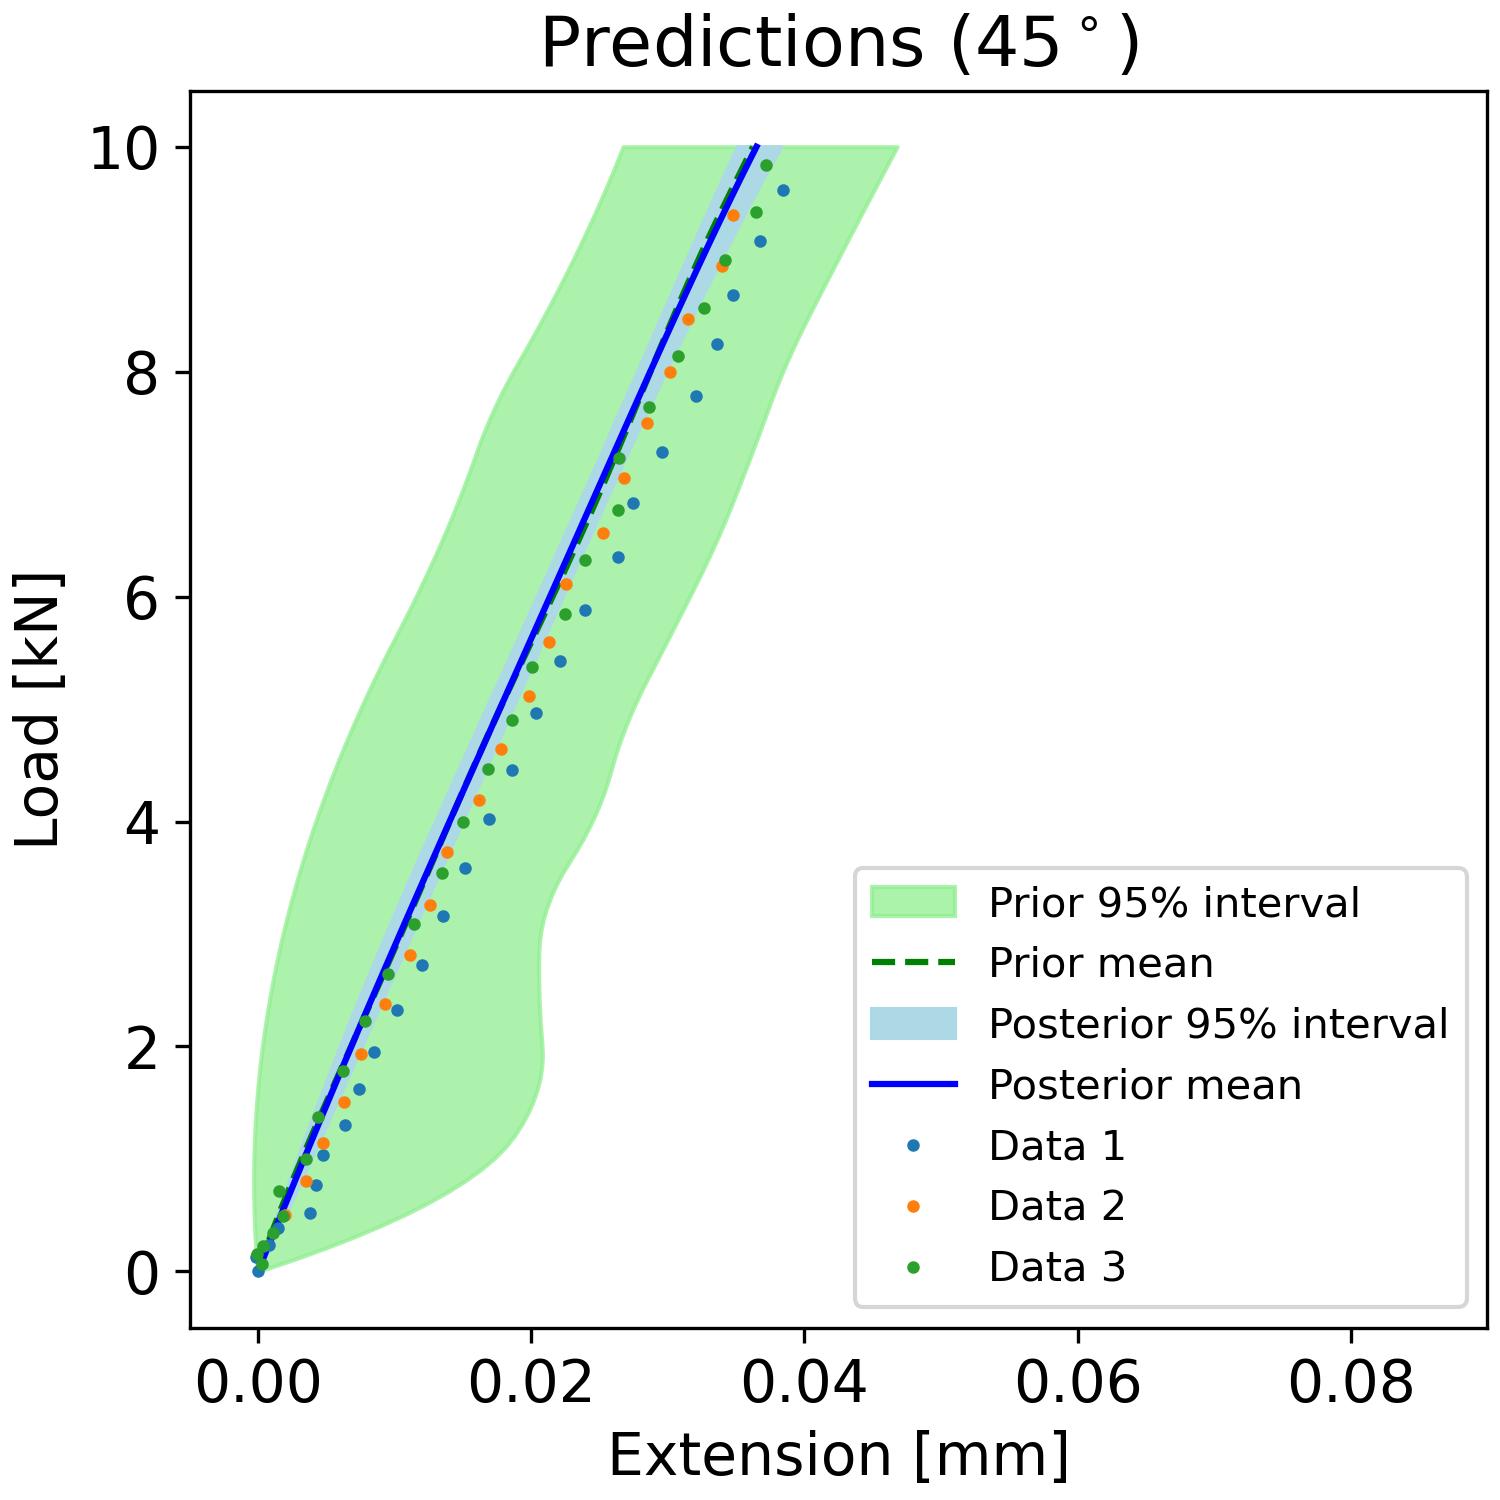 Predictions (45°)
10
8
6
4
2
0
Load [kN]
Prior 95% interval
Prior mean
Posterior 95% interval
Posterior mean
Data 1
Data 2
Data 3
0.00 0.02 0.04 0.06 0.08
Extension [mm]